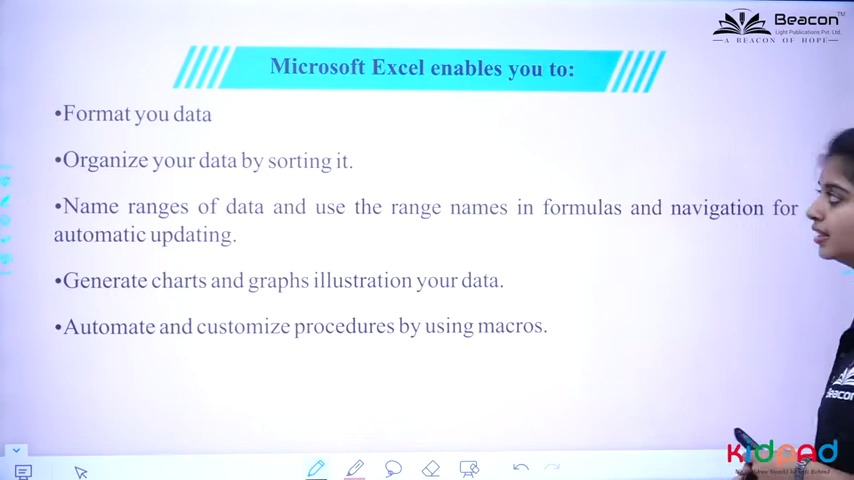 Beacon™
Light Publications Pvt. Ltd.
A BEACON OF HOPE
Microsoft Excel enables you to:
•Format you data
•Organize your data by sorting it.
•Name ranges of data and use the range names in formulas and navigation for
automatic updating.
•Generate charts and graphs illustration your data.
•Automate and customize procedures by using macros.
Beacon